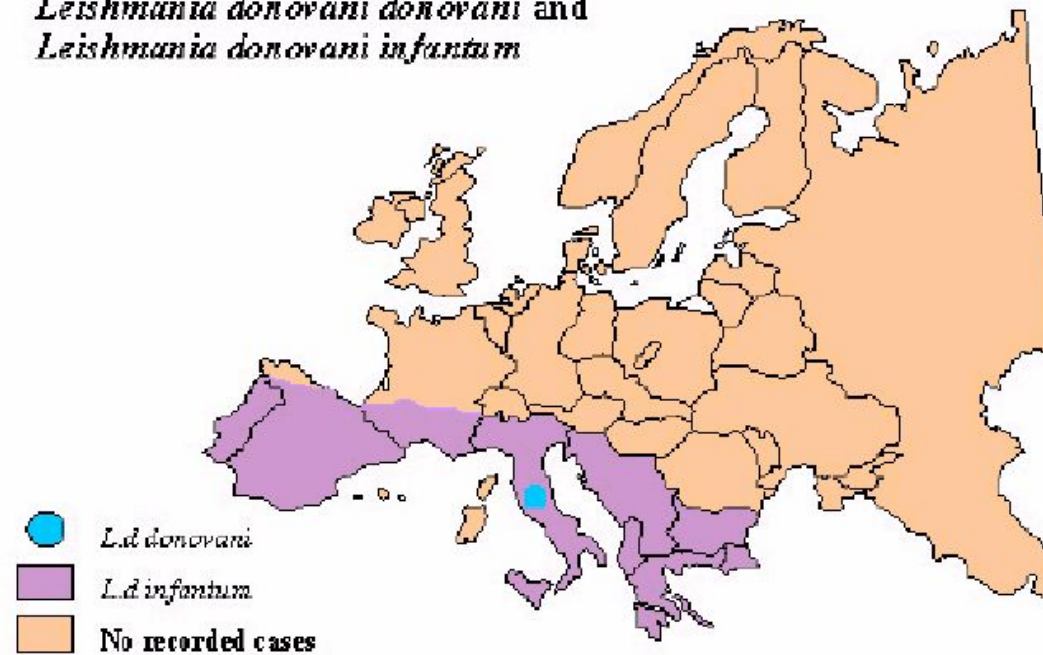 Leishmania donovani donovani and
Leishmania donovani infantum
L.d donovani
L.d infantum
No recorded cases